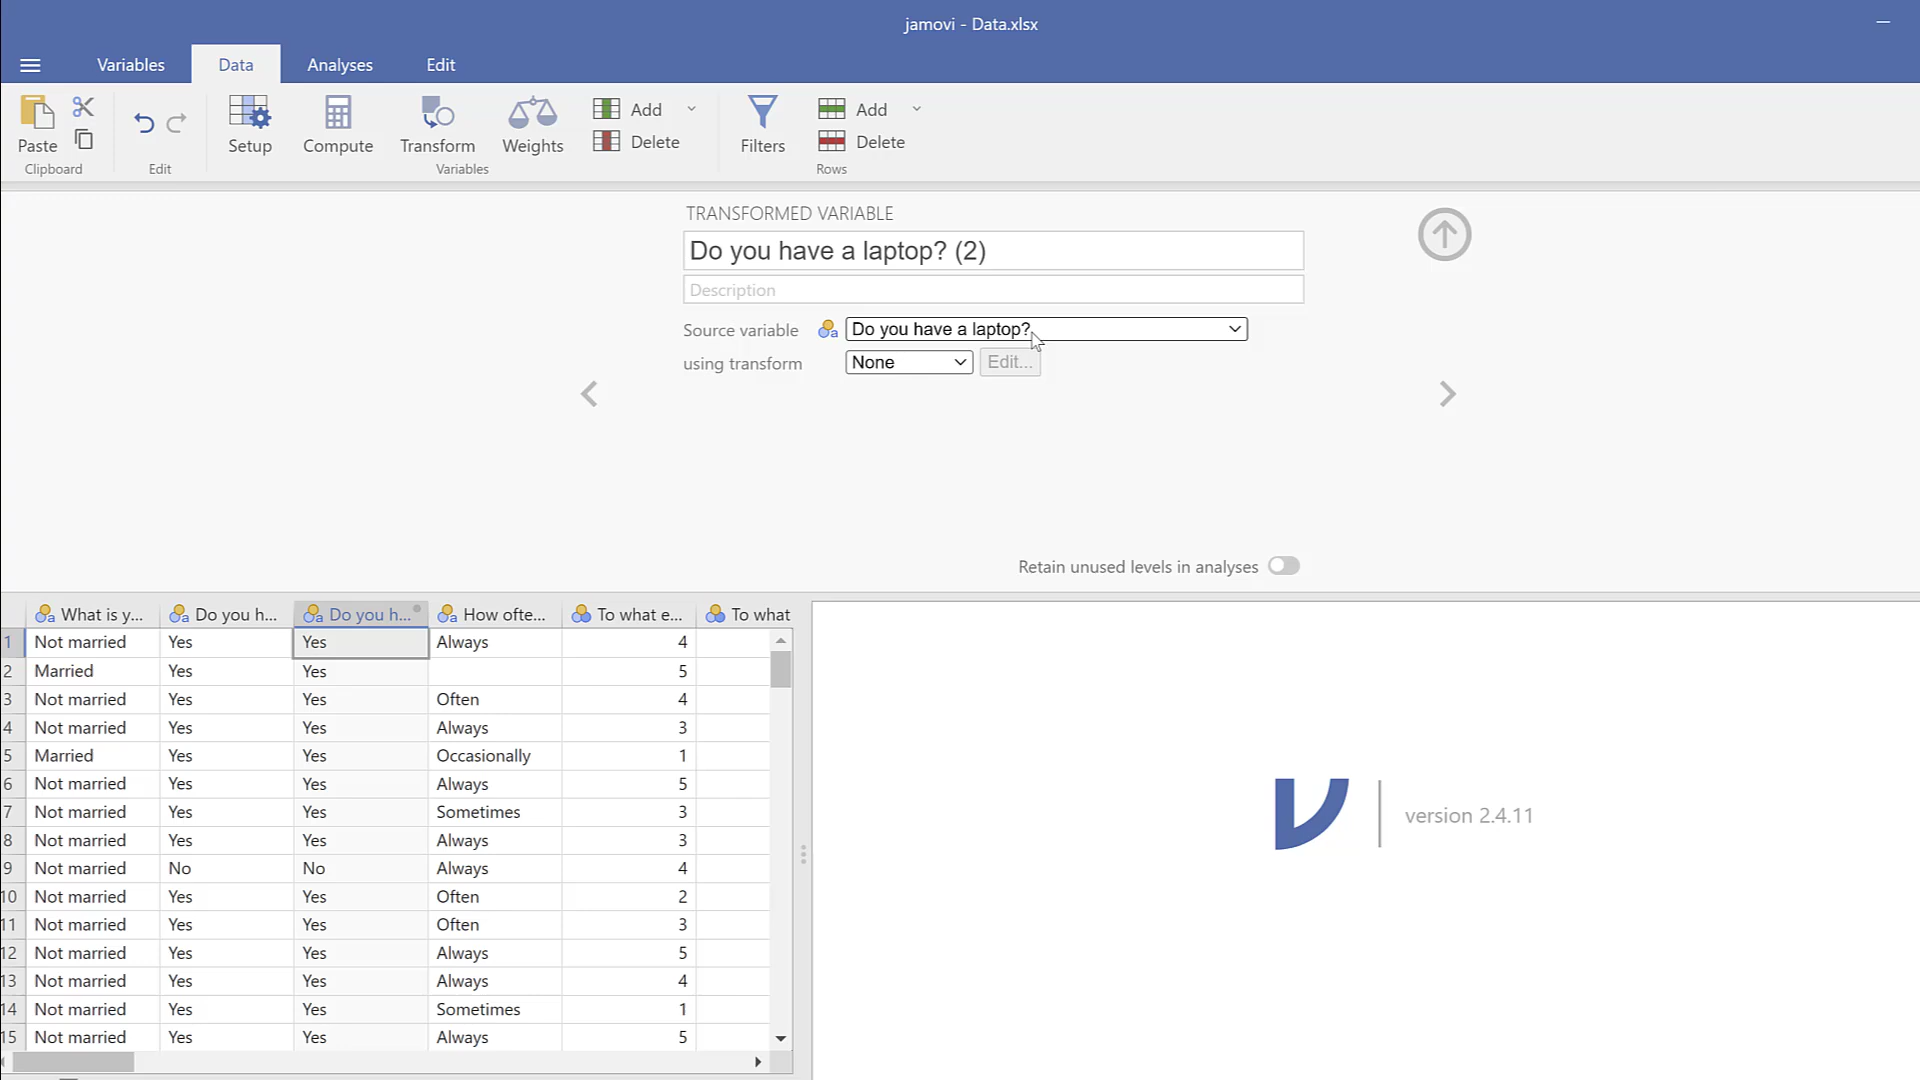 jamovi - Data.xlsx
Variables Data Analyses Edit
Paste Setup Compute Transform Weights Add Delete Filters Add Delete
Clipboard Edit Variables Rows
TRANSFORMED VARIABLE
Do you have a laptop? (2)
Description
Source variable Do you have a laptop?
using transform None Edit...
Retain unused levels in analyses
What is y... Do you h... Do you h... How ofte... To what e... To what
1 Not married Yes Yes Always 4
2 Married Yes Yes 5
3 Not married Yes Yes Often 4
4 Not married Yes Yes Always 3
5 Married Yes Yes Occasionally 1
6 Not married Yes Yes Always 5
7 Not married Yes Yes Sometimes 3
8 Not married Yes Yes Always 3
9 Not married No No Always 4
10 Not married Yes Yes Often 2
11 Not married Yes Yes Often 3
12 Not married Yes Yes Always 5
13 Not married Yes Yes Always 4
14 Not married Yes Yes Sometimes 1
15 Not married Yes Yes Always 5
version 2.4.11